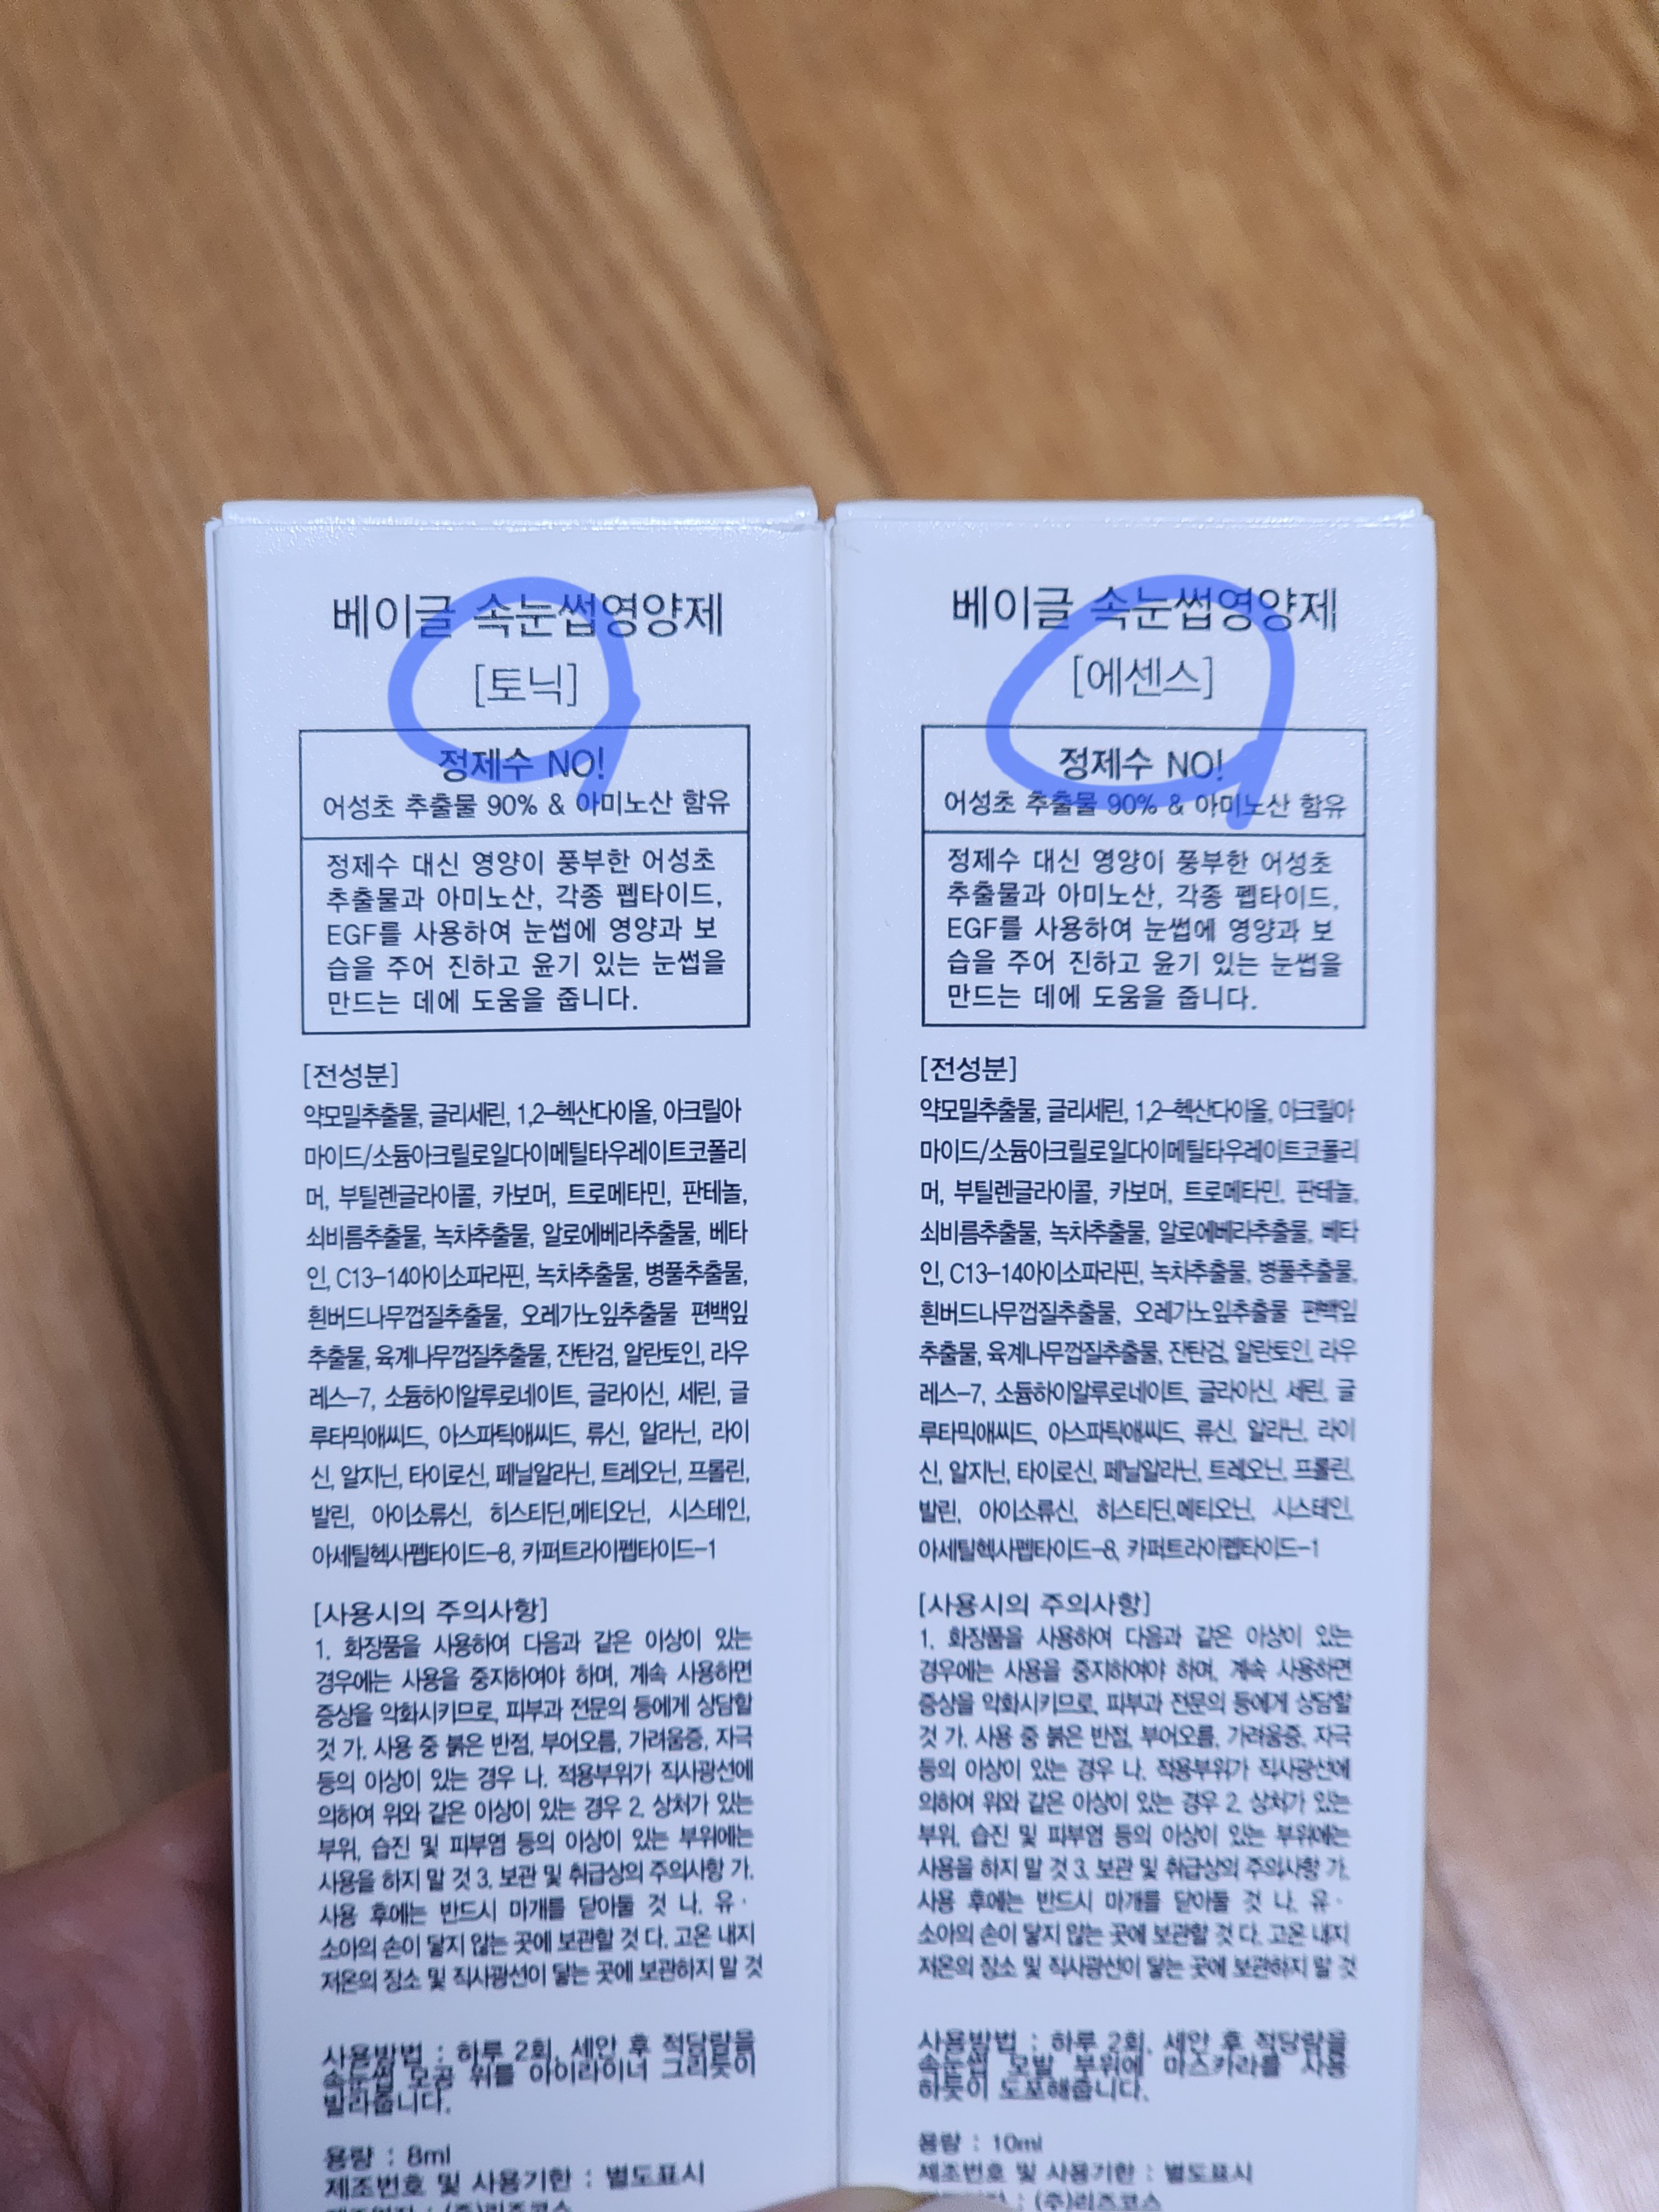 베이글 속눈썹영양제
[토닉]
정제수 NO!
어성초 추출물 90% & 아미노산 함유
정제수 대신 영양이 풍부한 어성초
추출물과 아미노산, 각종 펩타이드,
EGF를 사용하여 눈썹에 영양과 보
습을 주어 진하고 윤기 있는 눈썹을
만드는 데에 도움을 줍니다.
[전성분]
약모밀추출물, 글리세린, 1,2-헥산다이올, 아크릴아
마이드/소듐아크릴로일다이메틸타우레이트코폴리
머, 부틸렌글라이콜, 카보머, 트로메타민, 판테놀,
쇠비름추출물, 녹차추출물, 알로에베라추출물, 베타
인, C13-14아이소파라핀, 녹차추출물, 병풀추출물,
흰버드나무껍질추출물, 오레가노잎추출물 편백잎
추출물, 육계나무껍질추출물, 잔탄검, 알란토인, 라우
레스-7, 소듐하이알루로네이트, 글라이신, 세린, 글
루타믹애씨드, 아스파틱애씨드, 류신, 알라닌, 라이
신, 알지닌, 타이로신, 페닐알라닌, 트레오닌, 프롤린,
발린, 아이소류신, 히스티딘,메티오닌, 시스테인,
아세틸헥사펩타이드-8, 카퍼트라이펩타이드-1
[사용시의 주의사항]
1. 화장품을 사용하여 다음과 같은 이상이 있는
경우에는 사용을 중지하여야 하며, 계속 사용하면
증상을 악화시키므로, 피부과 전문의 등에게 상담할
것 가. 사용 중 붉은 반점, 부어오름, 가려움증, 자극
등의 이상이 있는 경우 나. 적용부위가 직사광선에
의하여 위와 같은 이상이 있는 경우 2. 상처가 있는
부위, 습진 및 피부염 등의 이상이 있는 부위에는
사용을 하지 말 것 3. 보관 및 취급상의 주의사항 가.
사용 후에는 반드시 마개를 닫아둘 것 나. 유·
소아의 손이 닿지 않는 곳에 보관할 것 다. 고온 내지
저온의 장소 및 직사광선이 닿는 곳에 보관하지 말 것
사용방법 : 하루 2회, 세안 후 적당량을
속눈썹 모공 위를 아이라이너 그리듯이
발라줍니다.
용량 : 8ml
제조번호 및 사용기한 : 별도표시
베이글 속눈썹영양제
[에센스]
정제수 NO!
어성초 추출물 90% & 아미노산 함유
정제수 대신 영양이 풍부한 어성초
추출물과 아미노산, 각종 펩타이드,
EGF를 사용하여 눈썹에 영양과 보
습을 주어 진하고 윤기 있는 눈썹을
만드는 데에 도움을 줍니다.
[전성분]
약모밀추출물, 글리세린, 1,2-헥산다이올, 아크릴아
마이드/소듐아크릴로일다이메틸타우레이트코폴리
머, 부틸렌글라이콜, 카보머, 트로메타민, 판테놀,
쇠비름추출물, 녹차추출물, 알로에베라추출물, 베타
인, C13-14아이소파라핀, 녹차추출물, 병풀추출물,
흰버드나무껍질추출물, 오레가노잎추출물 편백잎
추출물, 육계나무껍질추출물, 잔탄검, 알란토인, 라우
레스-7, 소듐하이알루로네이트, 글라이신, 세린, 글
루타믹애씨드, 아스파틱애씨드, 류신, 알라닌, 라이
신, 알지닌, 타이로신, 페닐알라닌, 트레오닌, 프롤린,
발린, 아이소류신, 히스티딘,메티오닌, 시스테인,
아세틸헥사펩타이드-8, 카퍼트라이펩타이드-1
[사용시의 주의사항]
1. 화장품을 사용하여 다음과 같은 이상이 있는
경우에는 사용을 중지하여야 하며, 계속 사용하면
증상을 악화시키므로, 피부과 전문의 등에게 상담할
것 가. 사용 중 붉은 반점, 부어오름, 가려움증, 자극
등의 이상이 있는 경우 나. 적용부위가 직사광선에
의하여 위와 같은 이상이 있는 경우 2. 상처가 있는
부위, 습진 및 피부염 등의 이상이 있는 부위에는
사용을 하지 말 것 3. 보관 및 취급상의 주의사항 가.
사용 후에는 반드시 마개를 닫아둘 것 나. 유·
소아의 손이 닿지 않는 곳에 보관할 것 다. 고온 내지
저온의 장소 및 직사광선이 닿는 곳에 보관하지 말 것
사용방법 : 하루 2회, 세안 후 적당량을
속눈썹 모발 부위에 마스카라를 사용
하듯이 도포해줍니다.
용량 : 10ml
제조번호 및 사용기한 : 별도표시